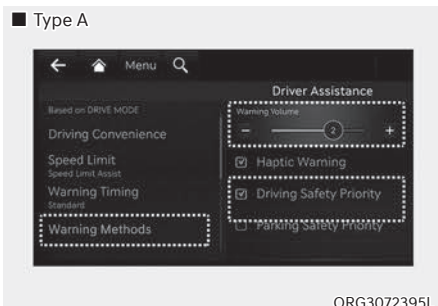 ■ Type A
Menu
Driver Assistance
Based on DRIVE MODE
Driving Convenience
Speed Limit
Speed Limit Assist
Warning Timing
Standard
Warning Methods
Warning Volume
- 2 +
Haptic Warning
Driving Safety Priority
Parking Safety Priority
ORG3072395L